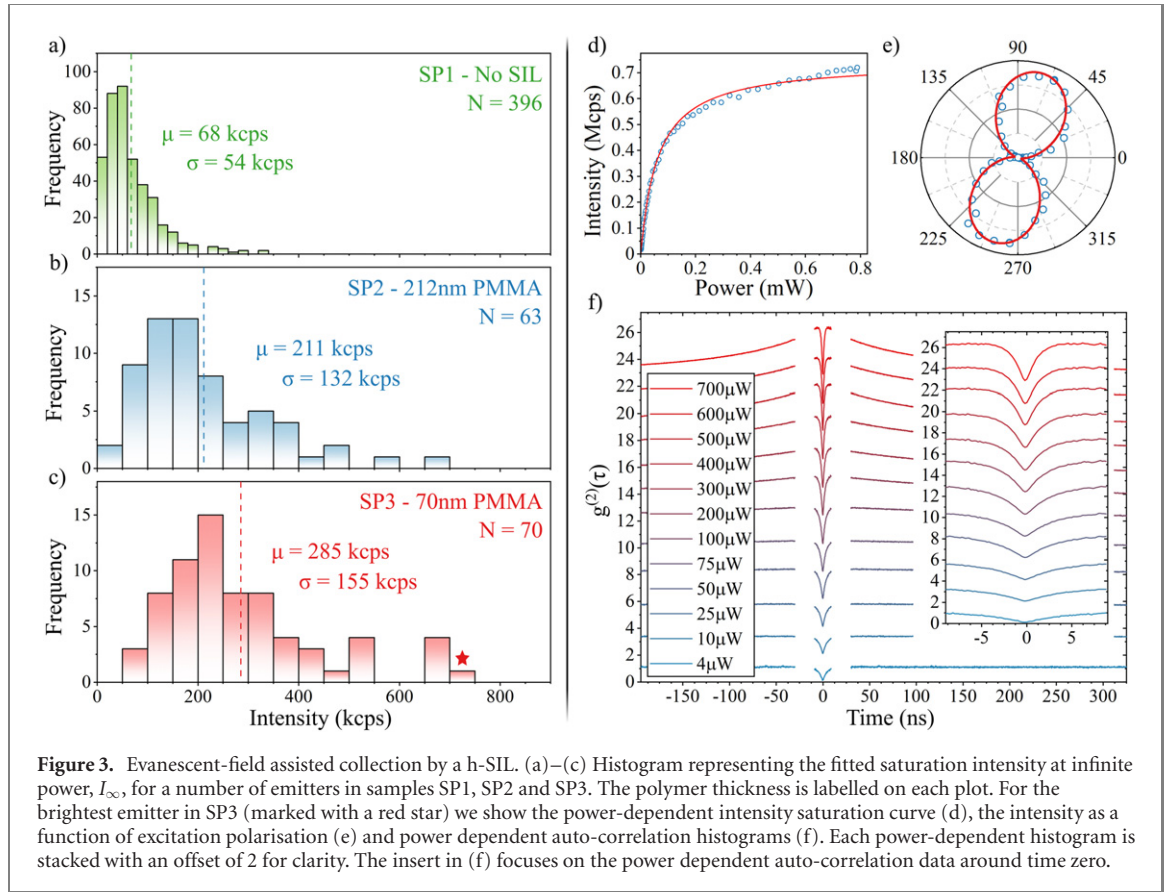 a)
SP1 - No SIL
N = 396
μ = 68 kcps
σ = 54 kcps
Frequency
100
80
60
40
20
0
b)
SP2 - 212nm PMMA
N = 63
μ = 211 kcps
σ = 132 kcps
Frequency
15
10
5
0
c)
SP3 - 70nm PMMA
N = 70
μ = 285 kcps
σ = 155 kcps
Frequency
15
10
5
0
0 200 400 600 800
Intensity (kcps)
d)
Intensity (Mcps)
0.7
0.6
0.5
0.4
0.3
0.2
0.1
0
0 0.2 0.4 0.6 0.8
Power (mW)
e)
90
135 45
180 0
225 315
270
f)
g(2)(τ)
26
24
22
20
18
16
14
12
10
8
6
4
2
0
700μW
600μW
500μW
400μW
300μW
200μW
100μW
75μW
50μW
25μW
10μW
4μW
26
24
22
20
18
16
14
12
10
8
6
4
2
0
-5 0 5
-150 -100 -50 0 50 100 150 200 250 300
Time (ns)
Figure 3. Evanescent-field assisted collection by a h-SIL. (a)–(c) Histogram representing the fitted saturation intensity at infinite
power, I∞, for a number of emitters in samples SP1, SP2 and SP3. The polymer thickness is labelled on each plot. For the
brightest emitter in SP3 (marked with a red star) we show the power-dependent intensity saturation curve (d), the intensity as a
function of excitation polarisation (e) and power dependent auto-correlation histograms (f). Each power-dependent histogram is
stacked with an offset of 2 for clarity. The insert in (f) focuses on the power dependent auto-correlation data around time zero.